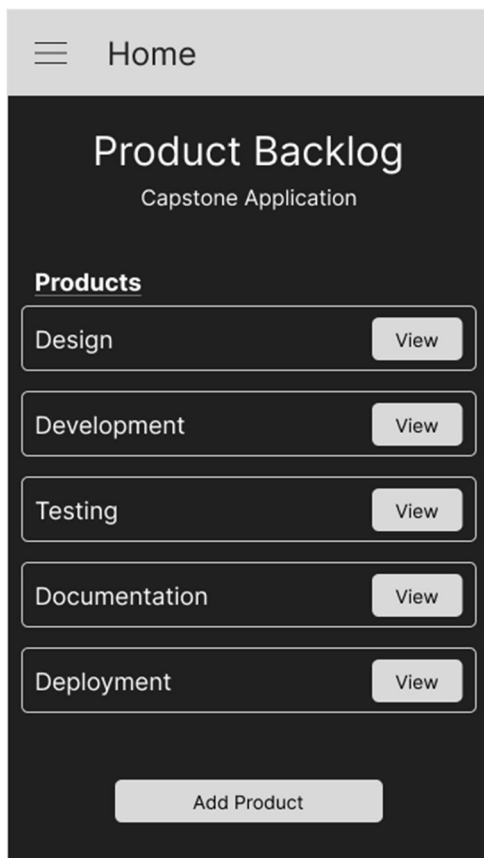 Home
Product Backlog
Capstone Application
Products
Design View
Development View
Testing View
Documentation View
Deployment View
Add Product